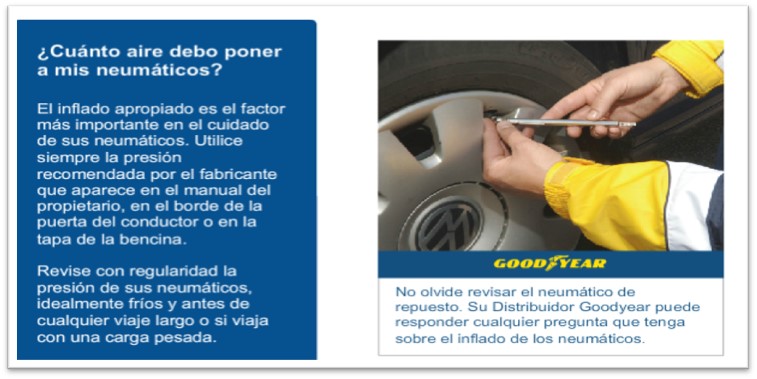 ¿Cuánto aire debo poner
a mis neumáticos?
El inflado apropiado es el factor
más importante en el cuidado
de sus neumáticos. Utilice
siempre la presión
recomendada por el fabricante
que aparece en el manual del
propietario, en el borde de la
puerta del conductor o en la
tapa de la bencina.
Revise con regularidad la
presión de sus neumáticos,
idealmente fríos y antes de
cualquier viaje largo o si viaja
con una carga pesada.
GOODYEAR
No olvide revisar el neumático de
repuesto. Su Distribuidor Goodyear puede
responder cualquier pregunta que tenga
sobre el inflado de los neumáticos.